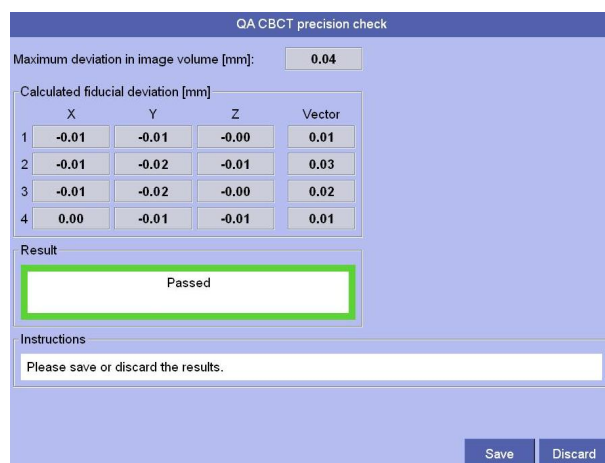 QA CBCT precision check
Maximum deviation in image volume [mm]: 0.04
Calculated fiducial deviation [mm]
X Y Z Vector
1 -0.01 -0.01 -0.00 0.01
2 -0.01 -0.02 -0.01 0.03
3 -0.01 -0.02 -0.00 0.02
4 0.00 -0.01 -0.01 0.01
Result
Passed
Instructions
Please save or discard the results.
Save Discard